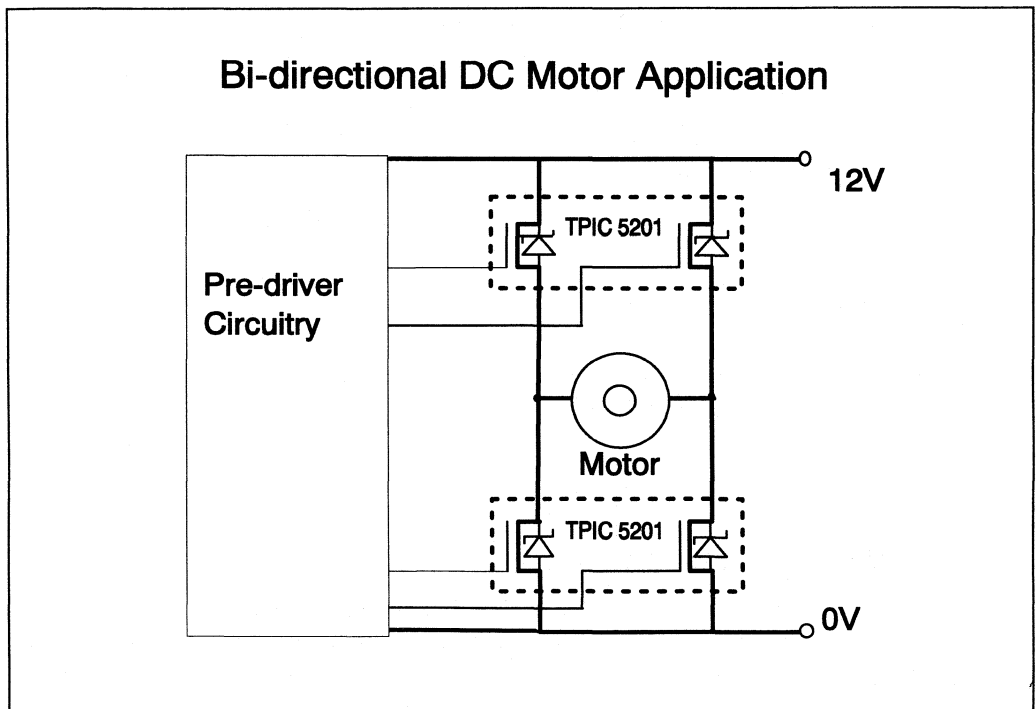 Bi-directional DC Motor Application
12V
TPIC 5201
Pre-driver
Circuitry
Motor
TPIC 5201
0V